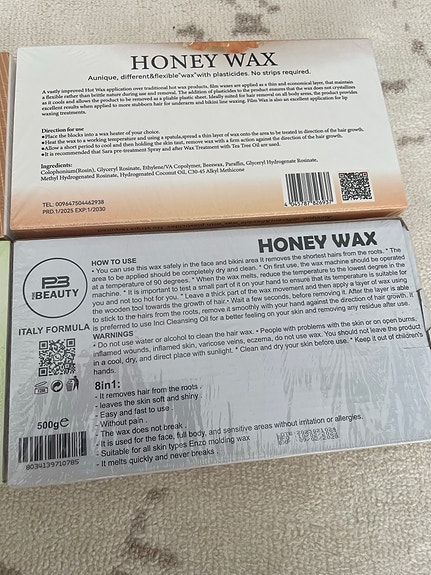 HONEY WAX
Aunique, different&flexible"wax"with plasticides. No strips required.
A vastly improved Hot Wax application over traditional hot wax products, film waxes are applied as a thin and economical layer, that maintain
a flexible rather than brittle nature during use and removal. The addition of plasticides to the product ensures that the wax does not crystallizes
as it cools and allows the product to be removed as a pliable plastic sheet. Ideally suited for hair removal on all body areas, the product provides
excellent results when applied to more stubborn hair for underarm and bikini line waxing. Film Wax is also an excellent application for lip
waxing treatments.
Direction for use
●Place the blocks into a wax heater of your choice.
●Heat the wax to a working temperature and using a spatula,spread a thin layer of wax onto the area to be treated in direction of the hair growth.
●Allow a short period to cool and then holding the skin taut, remove wax with a firm action against the direction of the hair growth.
●It is recommended that Sara pre-treatment Spray and after Wax Treatment with Tea Tree Oil are used.
Ingredients:
Colophonium(Rosin), Glyceryl Rosinate, Ethylene/VA Copolymer, Beeswax, Paraffia, Glyceryl Hydrogenate Rosinate,
Methyl Hydrogenated Rosinate, Hydrogenated Coconut Oil, C30-45 Alkyl Methicone
TEL: 009647504462938
PRD.1/2025 EXP:1/2030
HONEY WAX
THE BEAUTY
ITALY FORMULA
12M
500g e
8034139710785
HOW TO USE
• You can use this wax safely in the face and bikini area It removes the shortest hairs from the roots. • The
area to be applied should be completely dry and clean. • On first use, the wax machine should be operated
at a temperature of 90 degrees. • When the wax melts, reduce the temperature to the lowest degree in the
machine. • It is important to test a small part of it on your hand to ensure that its temperature is suitable for
you and not too hot for you. • Leave a thick part of the wax movement and then apply a layer of wax using
the wooden tool towards the growth of hair. • Wait a few seconds, before removing it. After the layer is able
to stick to the hairs from the roots, remove it smoothly with your hand against the direction of hair growth, it
is preferred to use Inci Cleansing Oil for a better feeling on your skin and removing any residue after use.
WARNINGS
• Do not use water or alcohol to clean the hair wax. • People with problems with the skin or on open burns,
inflamed wounds, inflamed skin, varicose veins, eczema, do not use wax. You should not leave the product
in a cool, dry, and direct place with sunlight. • Clean and dry your skin before use. • Keep it out of children's
hands.
8in1:
- It removes hair from the roots .
- leaves the skin soft and shiny .
- Easy and fast to use .
- Without pain .
- The wax does not break .
- It is used for the face, full body, and sensitive areas without irritation or allergies.
- Suitable for all skin types Enzo molding wax
- It melts quickly and never breaks .